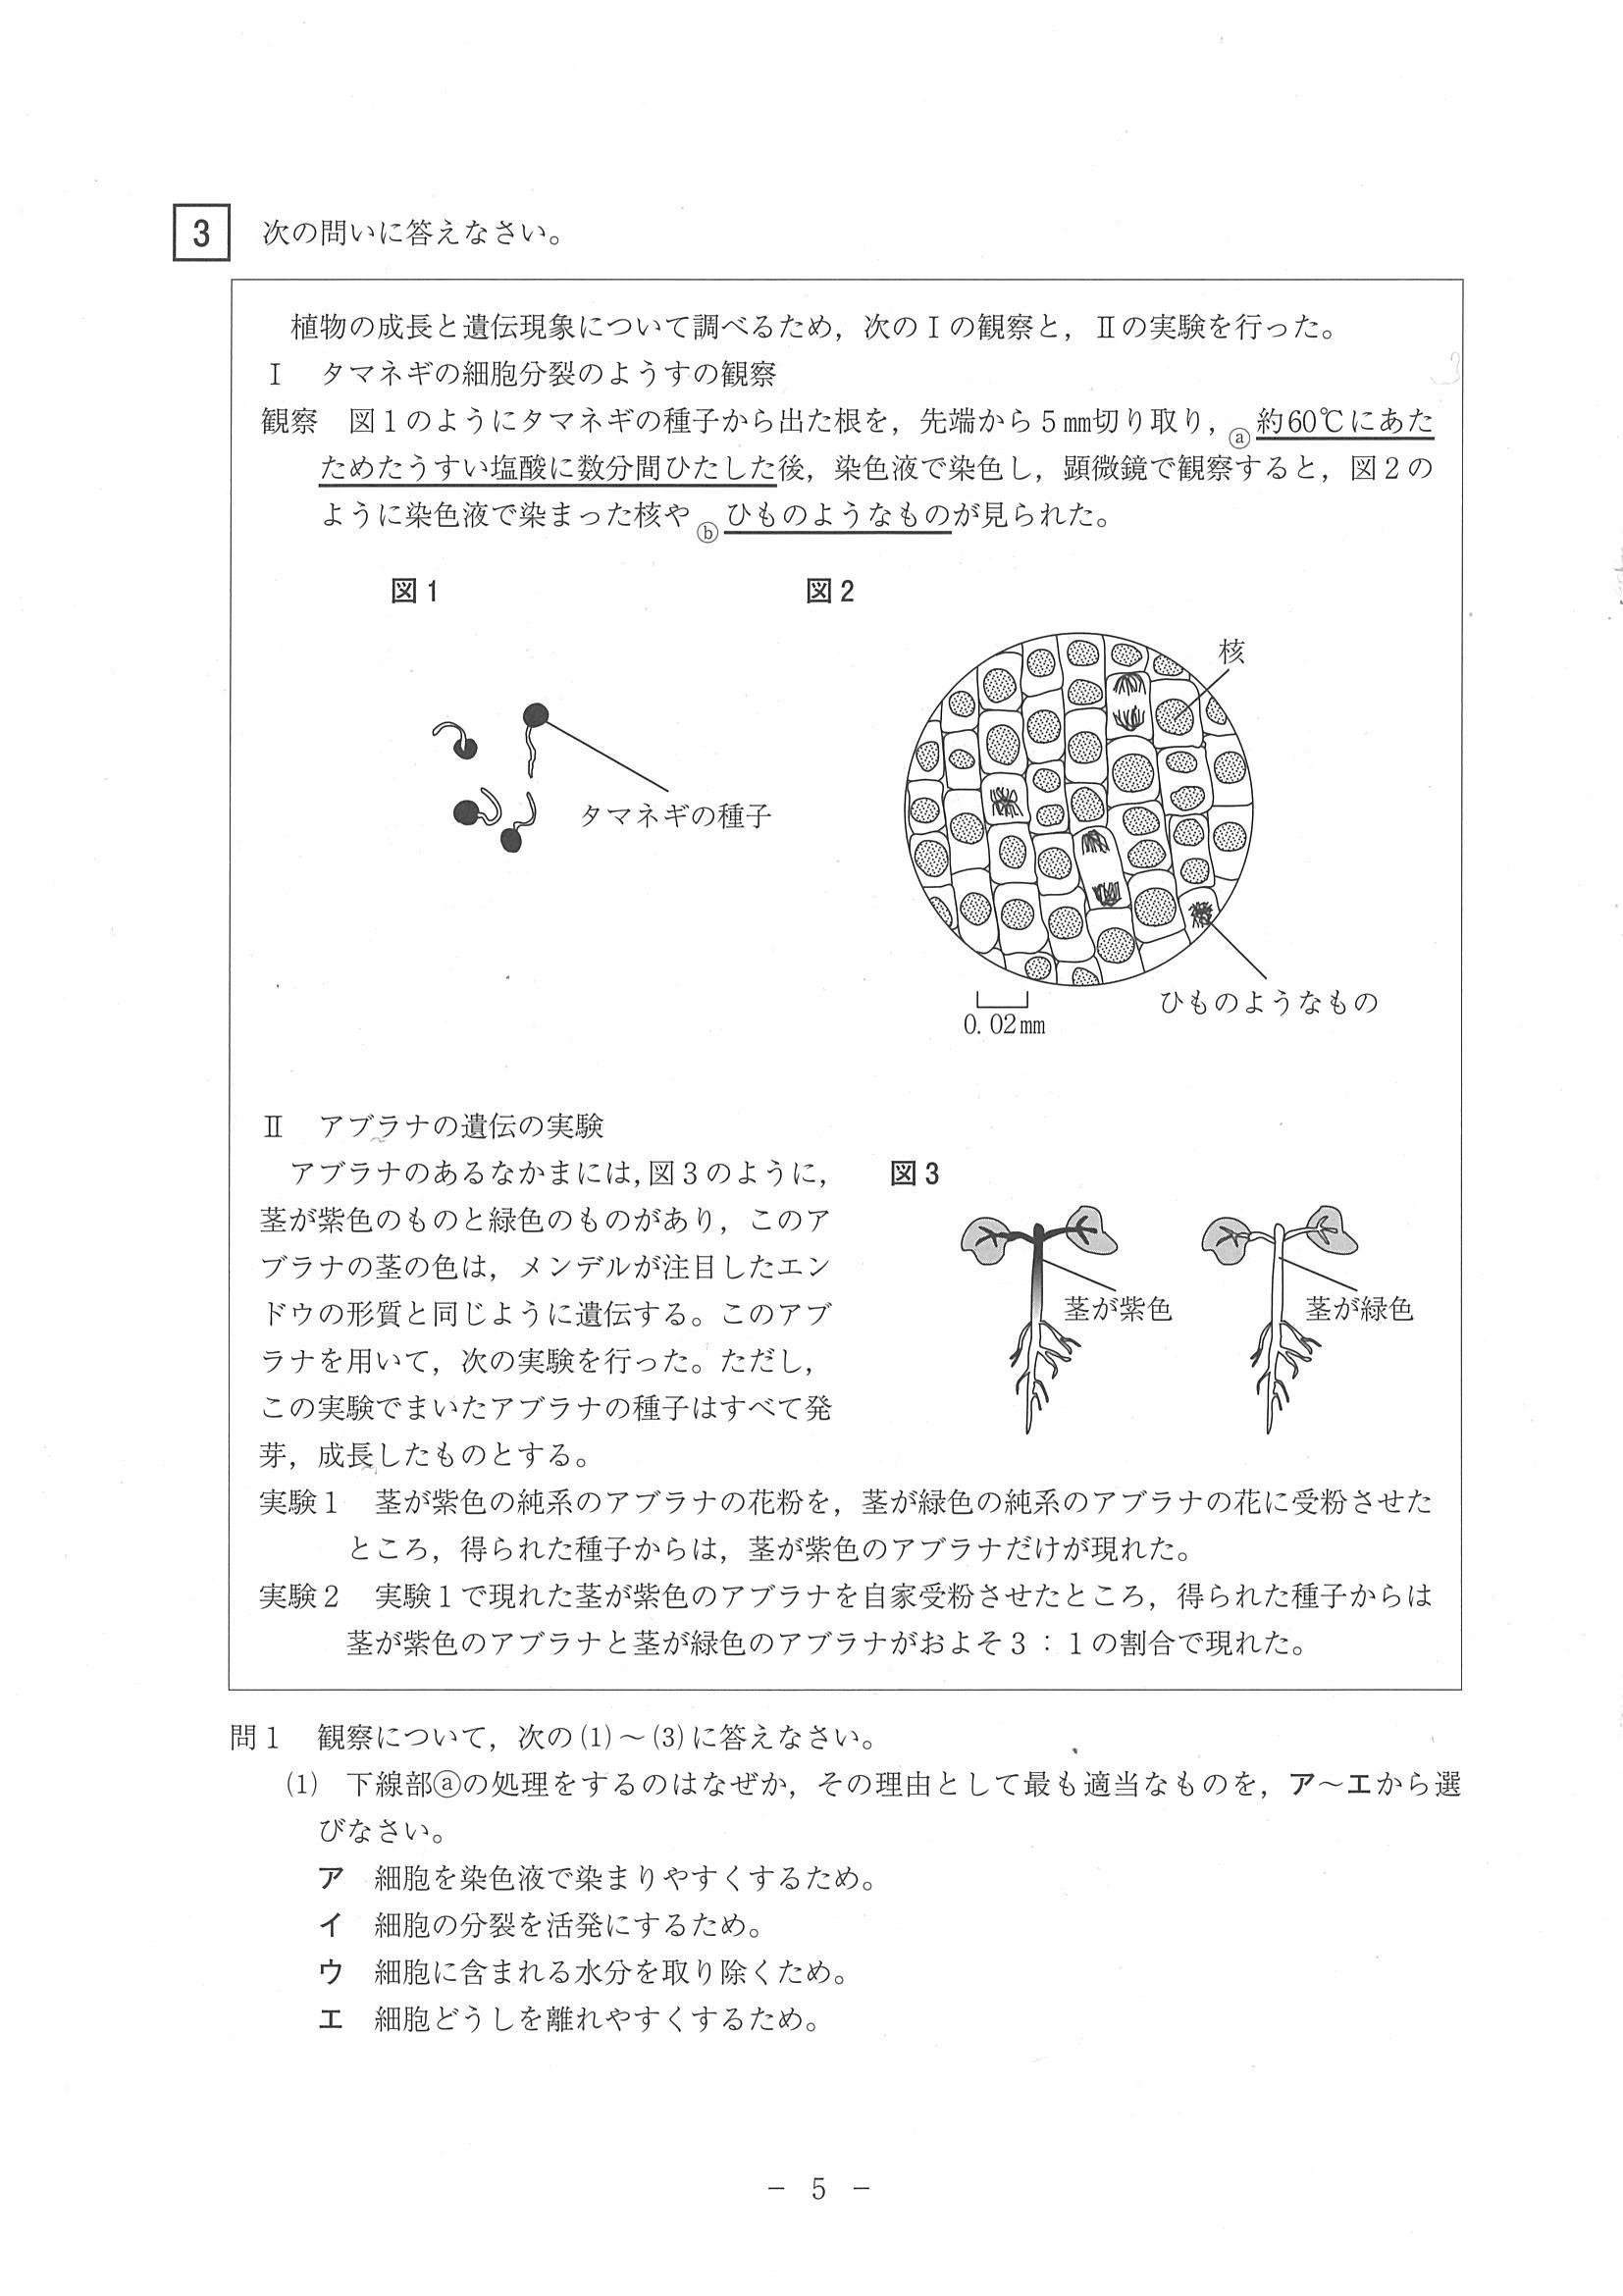 3 次の問いに答えなさい。
植物の成長と遺伝現象について調べるため，次のⅠの観察と，Ⅱの実験を行った。
Ⅰ タマネギの細胞分裂のようすの観察
観察 図1のようにタマネギの種子から出た根を，先端から5㎜切り取り，ⓐ約60℃にあた
ためたうすい塩酸に数分間ひたした後，染色液で染色し，顕微鏡で観察すると，図2の
ように染色液で染まった核やⓑひものようなものが見られた。
図1
図2
核
タマネギの種子
ひものようなもの
0.02㎜
Ⅱ アブラナの遺伝の実験
アブラナのあるなかまには，図3のように，
茎が紫色のものと緑色のものがあり，このア
ブラナの茎の色は，メンデルが注目したエン
ドウの形質と同じように遺伝する。このアブ
ラナを用いて，次の実験を行った。ただし，
この実験でまいたアブラナの種子はすべて発
芽，成長したものとする。
図3
茎が紫色
茎が緑色
実験1 茎が紫色の純系のアブラナの花粉を，茎が緑色の純系のアブラナの花に受粉させた
ところ，得られた種子からは，茎が紫色のアブラナだけが現れた。
実験2 実験1で現れた茎が紫色のアブラナを自家受粉させたところ，得られた種子からは
茎が紫色のアブラナと茎が緑色のアブラナがおよそ3：1の割合で現れた。
問1 観察について，次の(1)～(3)に答えなさい。
(1) 下線部ⓐの処理をするのはなぜか，その理由として最も適当なものを，ア～エから選
びなさい。
ア 細胞を染色液で染まりやすくするため。
イ 細胞の分裂を活発にするため。
ウ 細胞に含まれる水分を取り除くため。
エ 細胞どうしを離れやすくするため。
－ 5 －